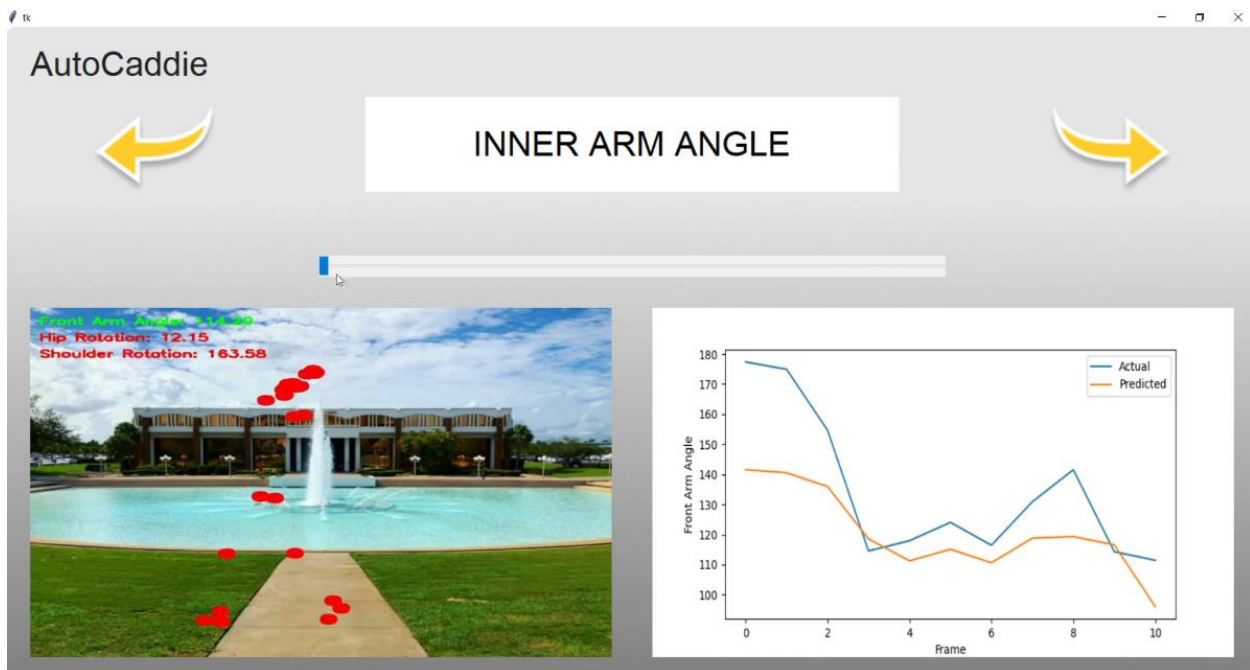 tk
AutoCaddie
INNER ARM ANGLE
Front Arm Angle: 114.29
Hip Rotation: 12.15
Shoulder Rotation: 163.58
Actual
Predicted
180
170
160
150
140
130
120
110
100
Front Arm Angle
0 2 4 6 8 10
Frame